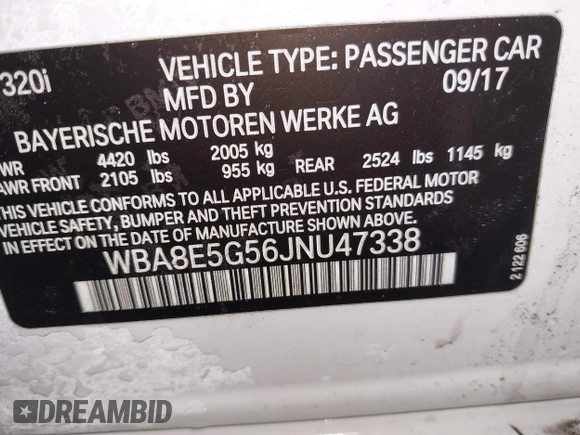 320i VEHICLE TYPE: PASSENGER CAR
MFD BY 09/17
BAYERISCHE MOTOREN WERKE AG
WR 4420 lbs 2005 kg
AWR FRONT 2105 lbs 955 kg REAR 2524 lbs 1145 kg
THIS VEHICLE CONFORMS TO ALL APPLICABLE U.S. FEDERAL MOTOR
VEHICLE SAFETY, BUMPER AND THEFT PREVENTION STANDARDS
IN EFFECT ON THE DATE OF MANUFACTURE SHOWN ABOVE.
WBA8E5G56JNU47338
2 122 606
DREAMBID